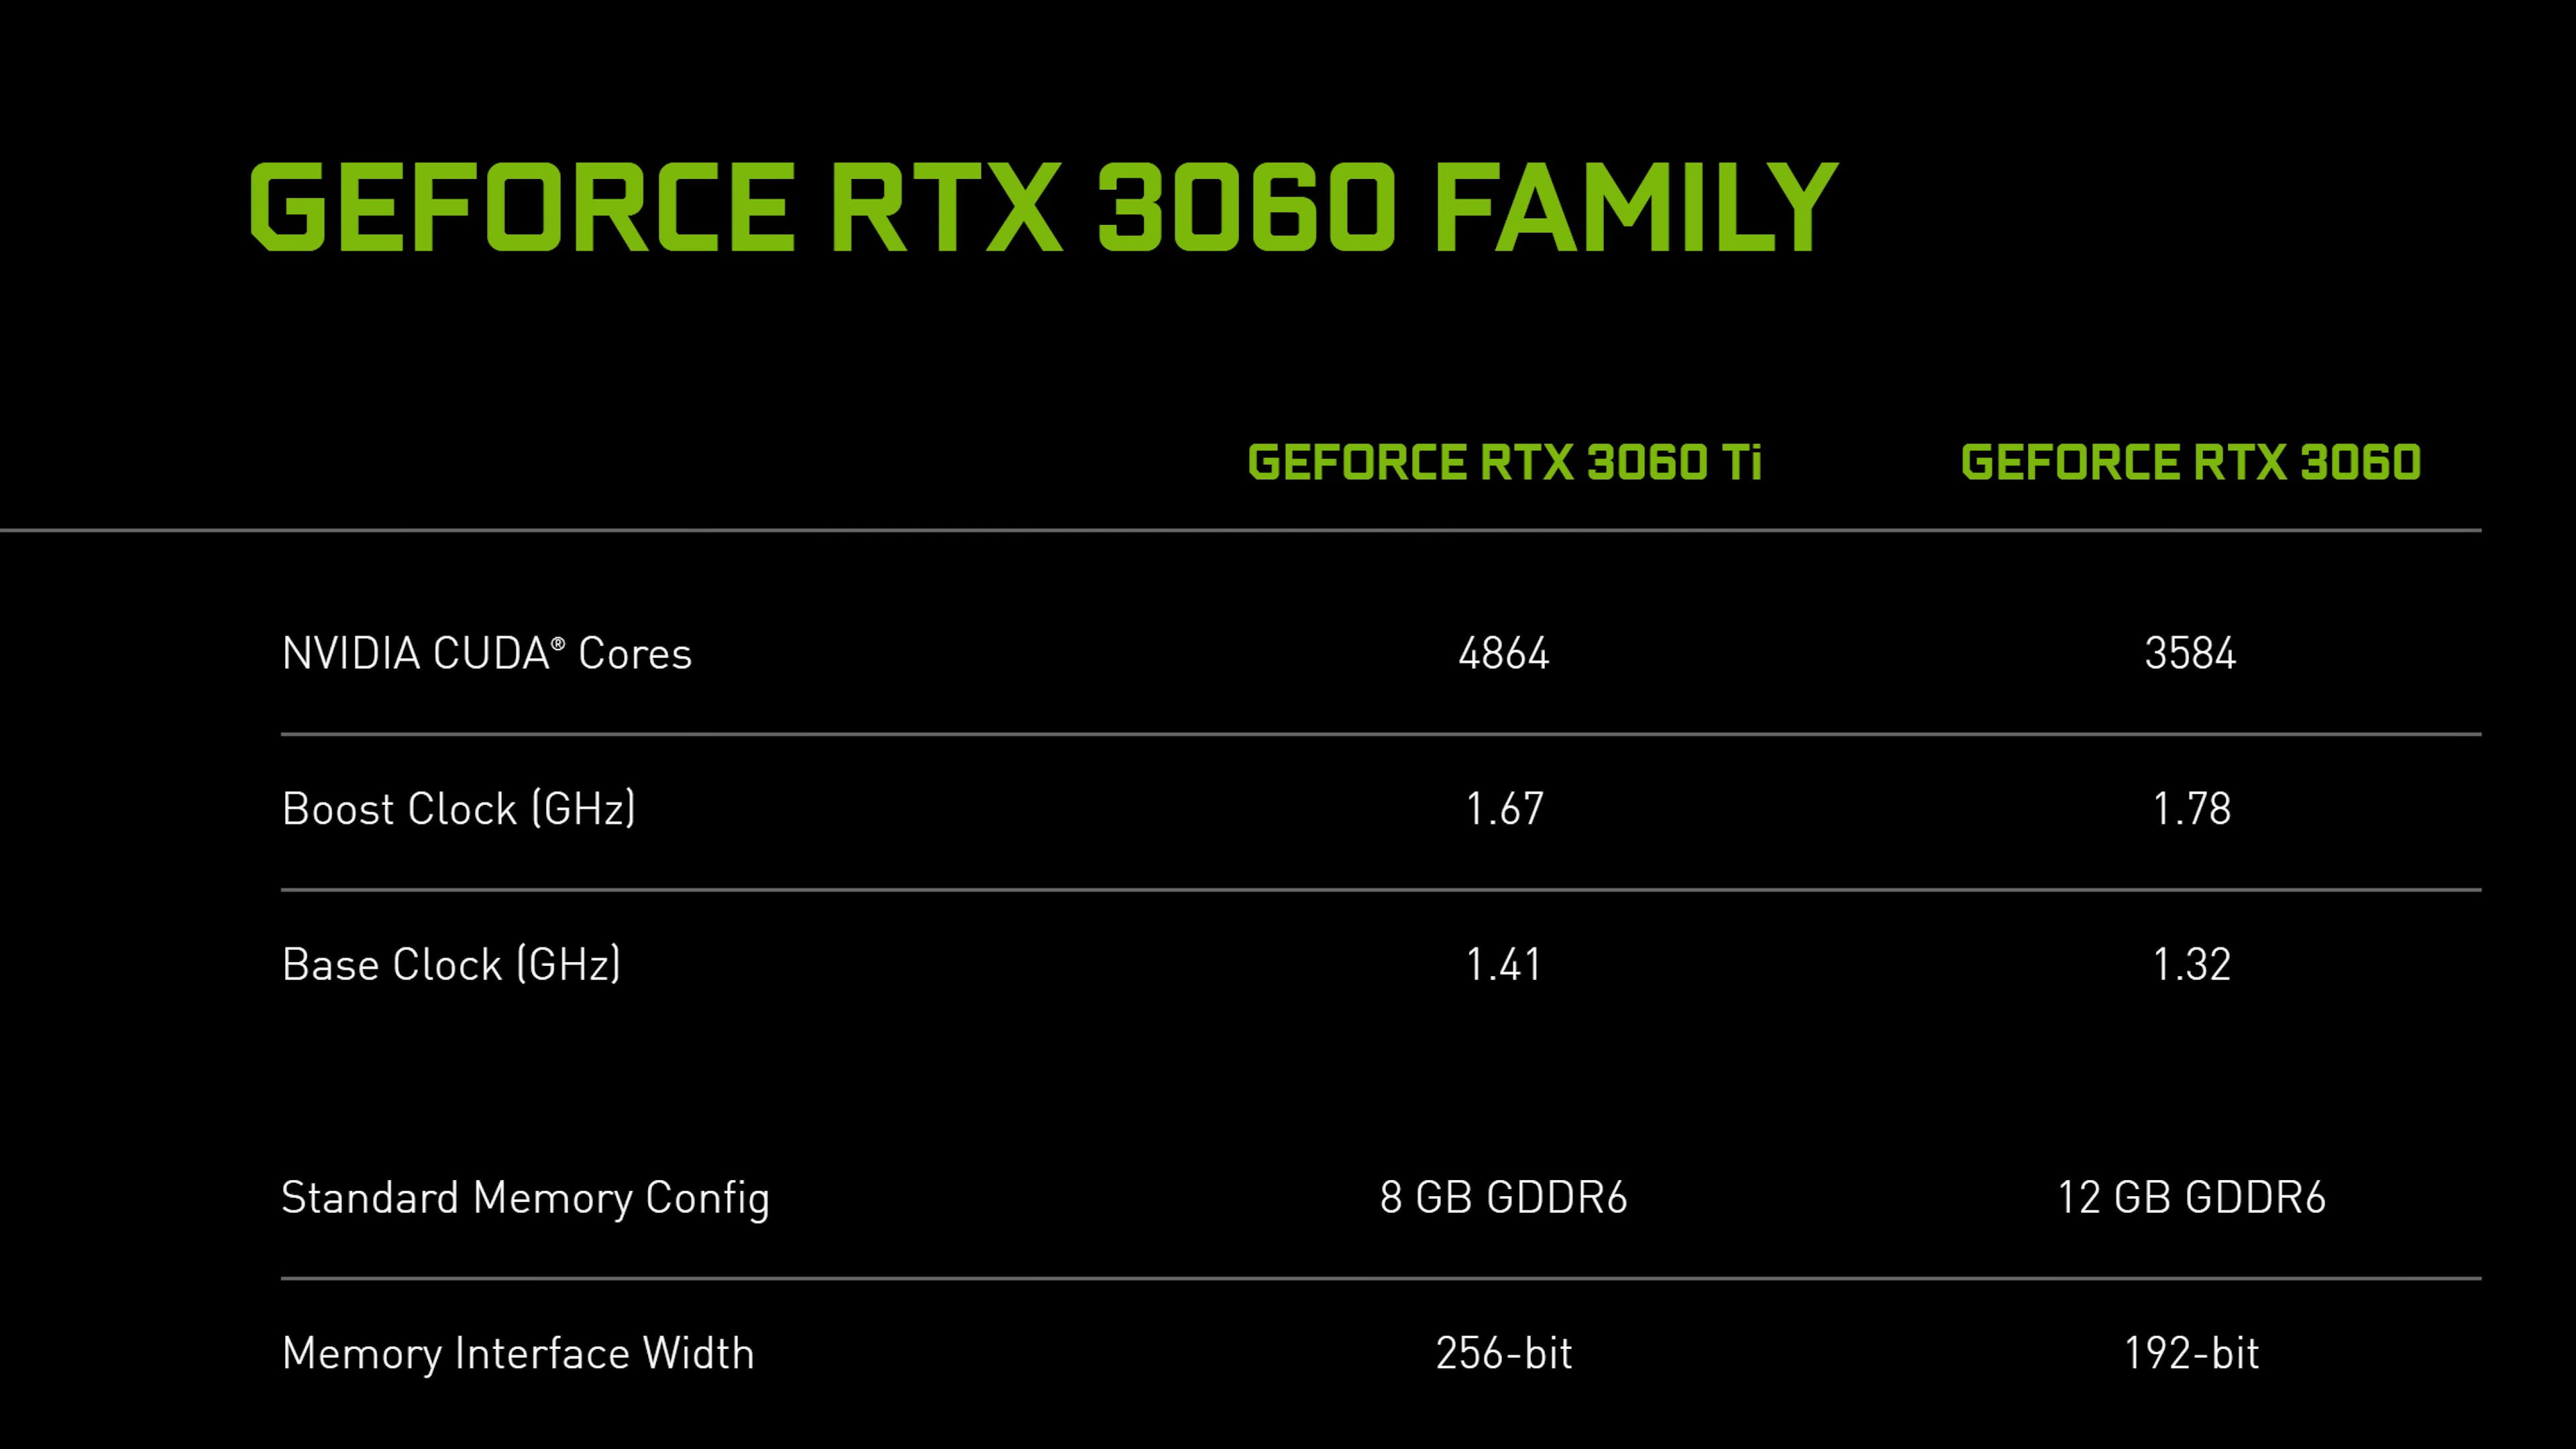 GEFORCE RTX 3060 FAMILY
GEFORCE RTX 3060 Ti GEFORCE RTX 3060
NVIDIA CUDA® Cores 4864 3584
Boost Clock (GHz) 1.67 1.78
Base Clock (GHz) 1.41 1.32
Standard Memory Config 8 GB GDDR6 12 GB GDDR6
Memory Interface Width 256-bit 192-bit